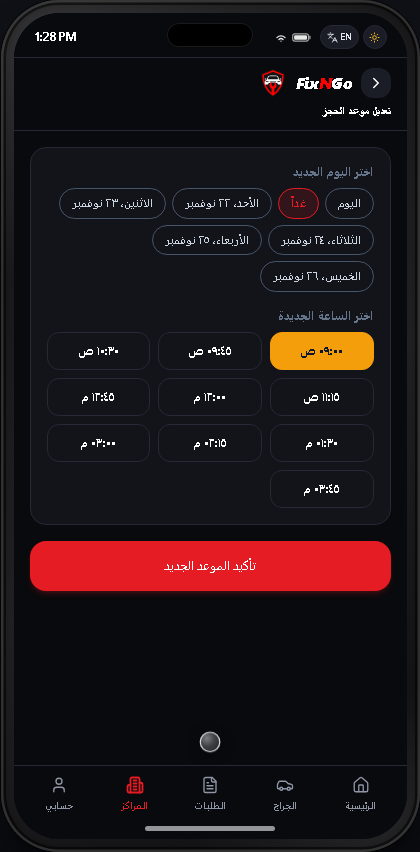 1:28 PM
EN
FixNGo
تعديل موعد الحجز
اختر اليوم الجديد
اليوم
غداً
الأحد، ٢٢ نوفمبر
الاثنين، ٢٣ نوفمبر
الثلاثاء، ٢٤ نوفمبر
الأربعاء، ٢٥ نوفمبر
الخميس، ٢٦ نوفمبر
اختر الساعة الجديدة
٠٩:٠٠ ص
٠٩:٤٥ ص
١٠:٣٠ ص
١١:١٥ ص
١٢:٠٠ م
١٢:٤٥ م
٠١:٣٠ م
٠٢:١٥ م
٠٣:٠٠ م
٠٣:٤٥ م
تأكيد الموعد الجديد
الرئيسية
الجراج
الطلبات
المراكز
حسابي